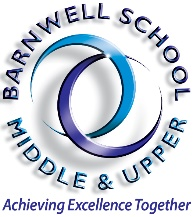 BARNWELL SCHOOL
MIDDLE & UPPER
Achieving Excellence Together